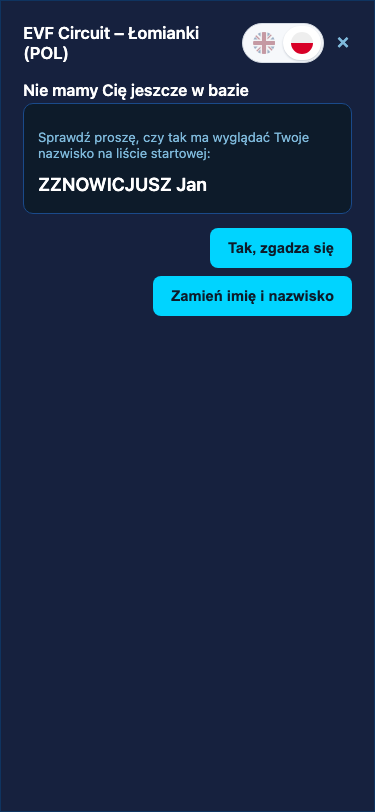 EVF Circuit – Łomianki
(POL)
×
Nie mamy Cię jeszcze w bazie
Sprawdź proszę, czy tak ma wyglądać Twoje
nazwisko na liście startowej:
ZZNOWICJUSZ Jan
Tak, zgadza się
Zamień imię i nazwisko